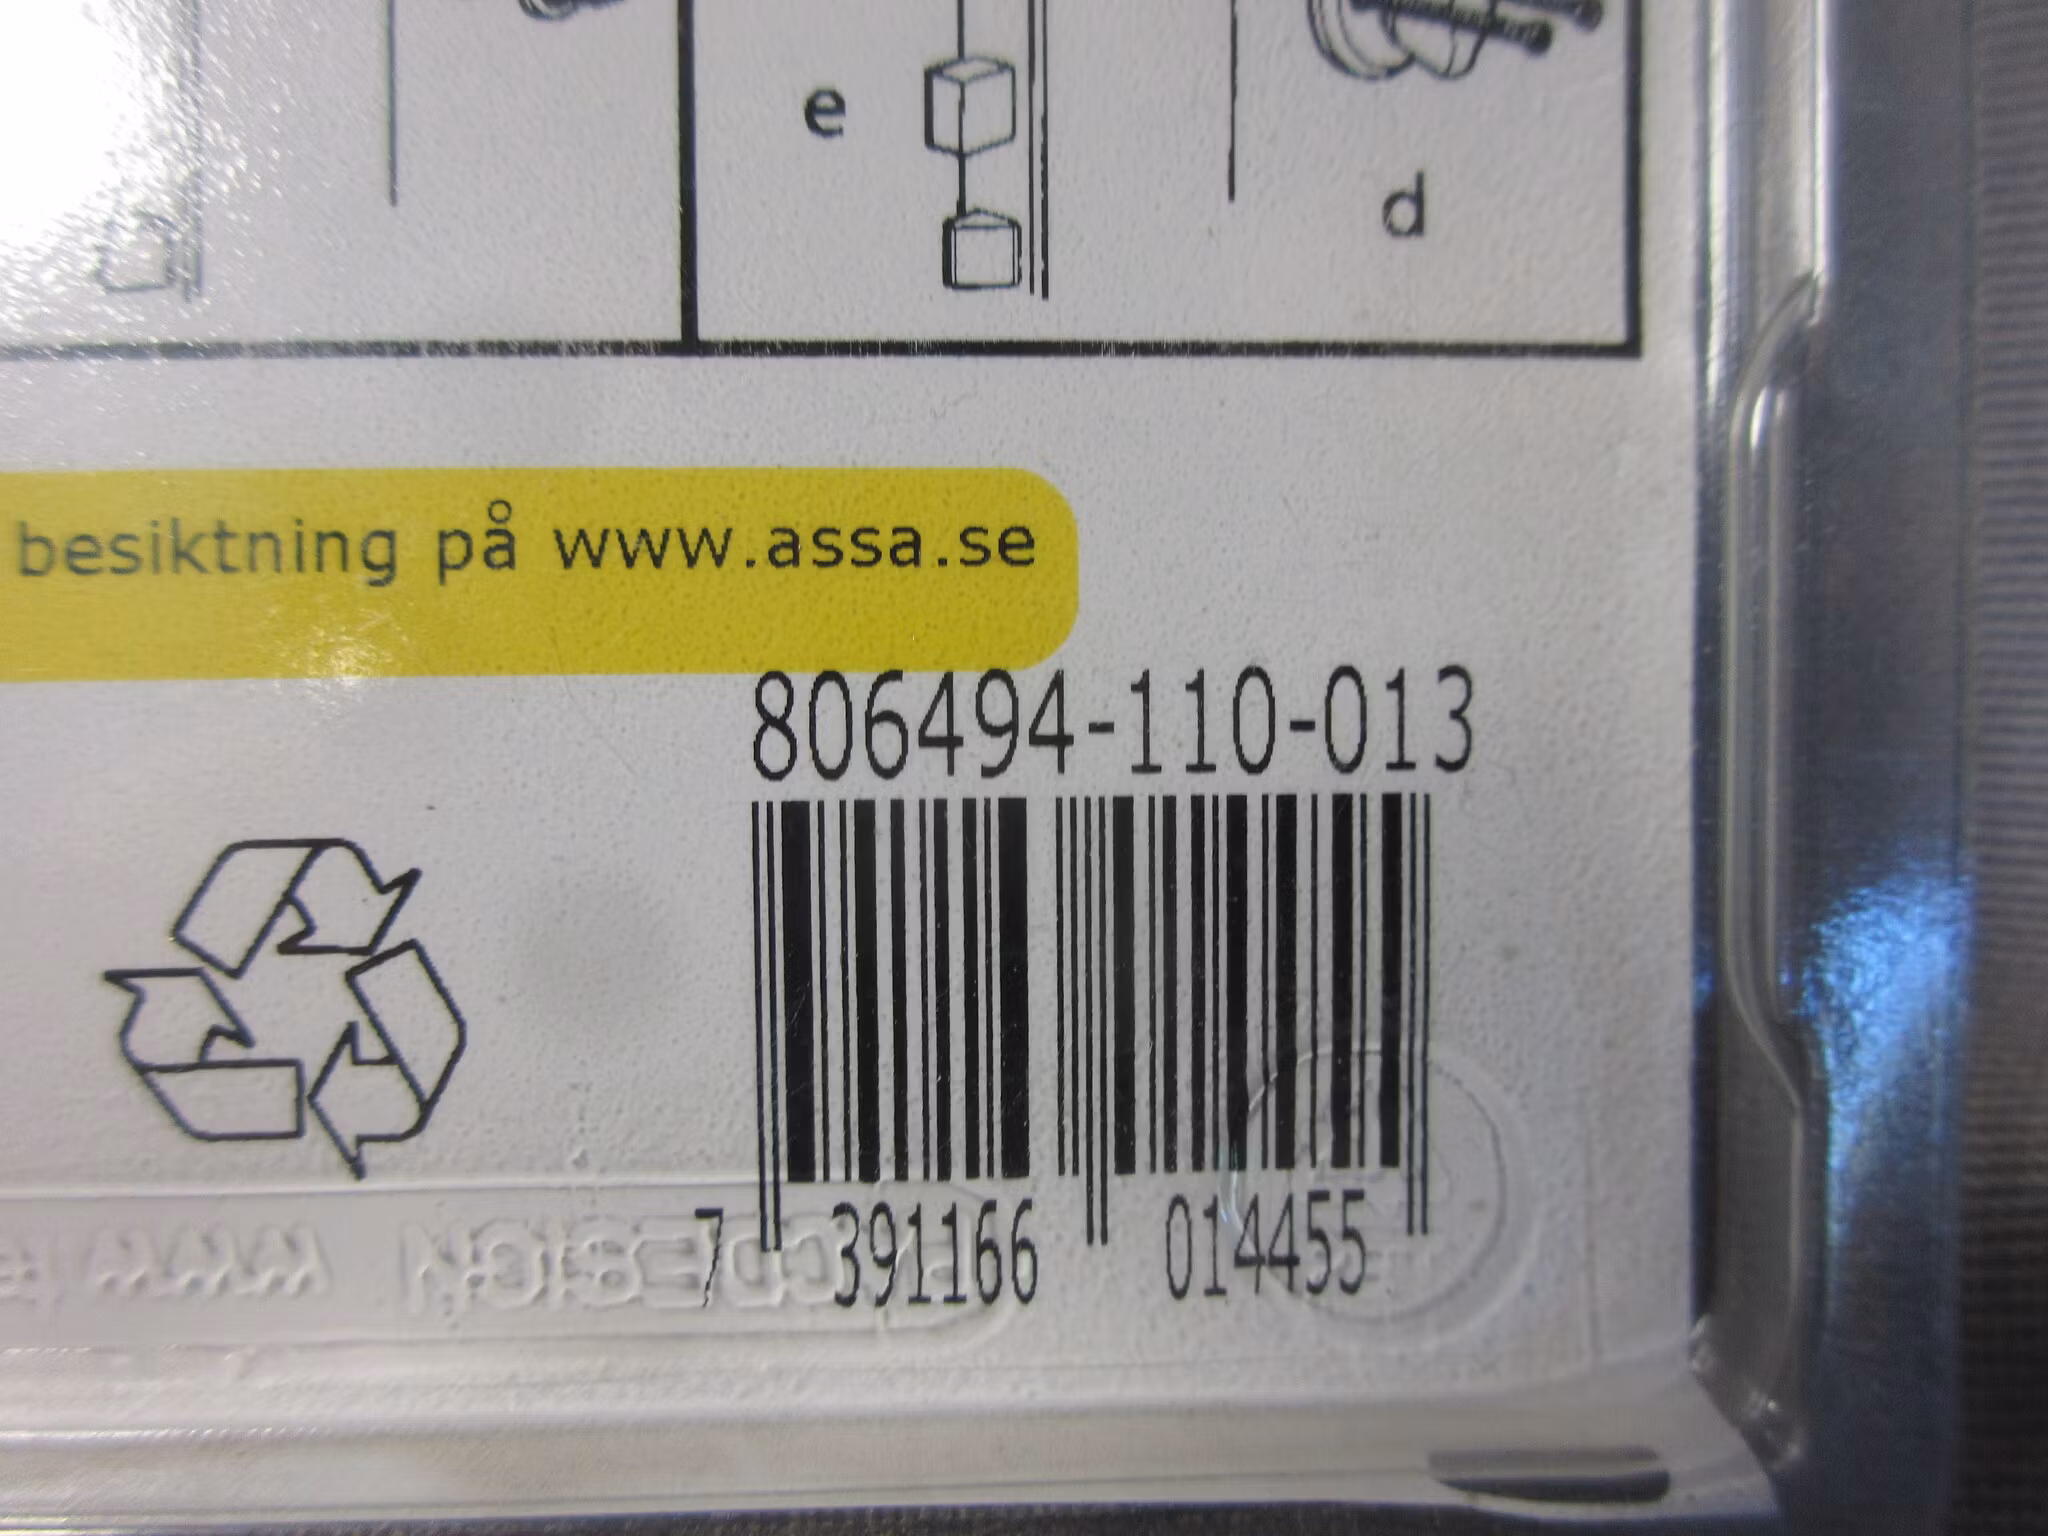 e
d
besiktning på www.assa.se
806494-110-013
7 391166 014455